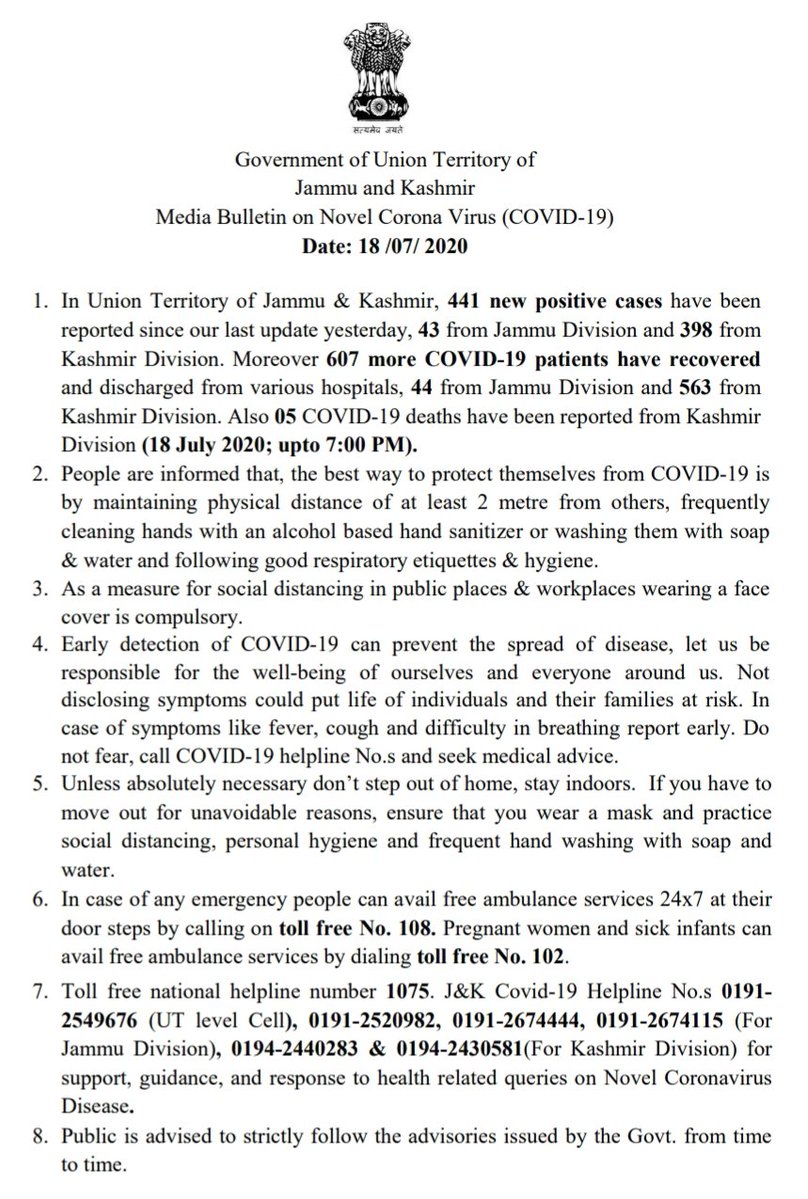 सत्यमेव जयते
Government of Union Territory of
Jammu and Kashmir
Media Bulletin on Novel Corona Virus (COVID-19)
Date: 18 /07/ 2020
1. In Union Territory of Jammu & Kashmir, 441 new positive cases have been
reported since our last update yesterday, 43 from Jammu Division and 398 from
Kashmir Division. Moreover 607 more COVID-19 patients have recovered
and discharged from various hospitals, 44 from Jammu Division and 563 from
Kashmir Division. Also 05 COVID-19 deaths have been reported from Kashmir
Division (18 July 2020; upto 7:00 PM).
2. People are informed that, the best way to protect themselves from COVID-19 is
by maintaining physical distance of at least 2 metre from others, frequently
cleaning hands with an alcohol based hand sanitizer or washing them with soap
& water and following good respiratory etiquettes & hygiene.
3. As a measure for social distancing in public places & workplaces wearing a face
cover is compulsory.
4. Early detection of COVID-19 can prevent the spread of disease, let us be
responsible for the well-being of ourselves and everyone around us. Not
disclosing symptoms could put life of individuals and their families at risk. In
case of symptoms like fever, cough and difficulty in breathing report early. Do
not fear, call COVID-19 helpline No.s and seek medical advice.
5. Unless absolutely necessary don’t step out of home, stay indoors. If you have to
move out for unavoidable reasons, ensure that you wear a mask and practice
social distancing, personal hygiene and frequent hand washing with soap and
water.
6. In case of any emergency people can avail free ambulance services 24x7 at their
door steps by calling on toll free No. 108. Pregnant women and sick infants can
avail free ambulance services by dialing toll free No. 102.
7. Toll free national helpline number 1075. J&K Covid-19 Helpline No.s 0191-
2549676 (UT level Cell), 0191-2520982, 0191-2674444, 0191-2674115 (For
Jammu Division), 0194-2440283 & 0194-2430581(For Kashmir Division) for
support, guidance, and response to health related queries on Novel Coronavirus
Disease.
8. Public is advised to strictly follow the advisories issued by the Govt. from time
to time.